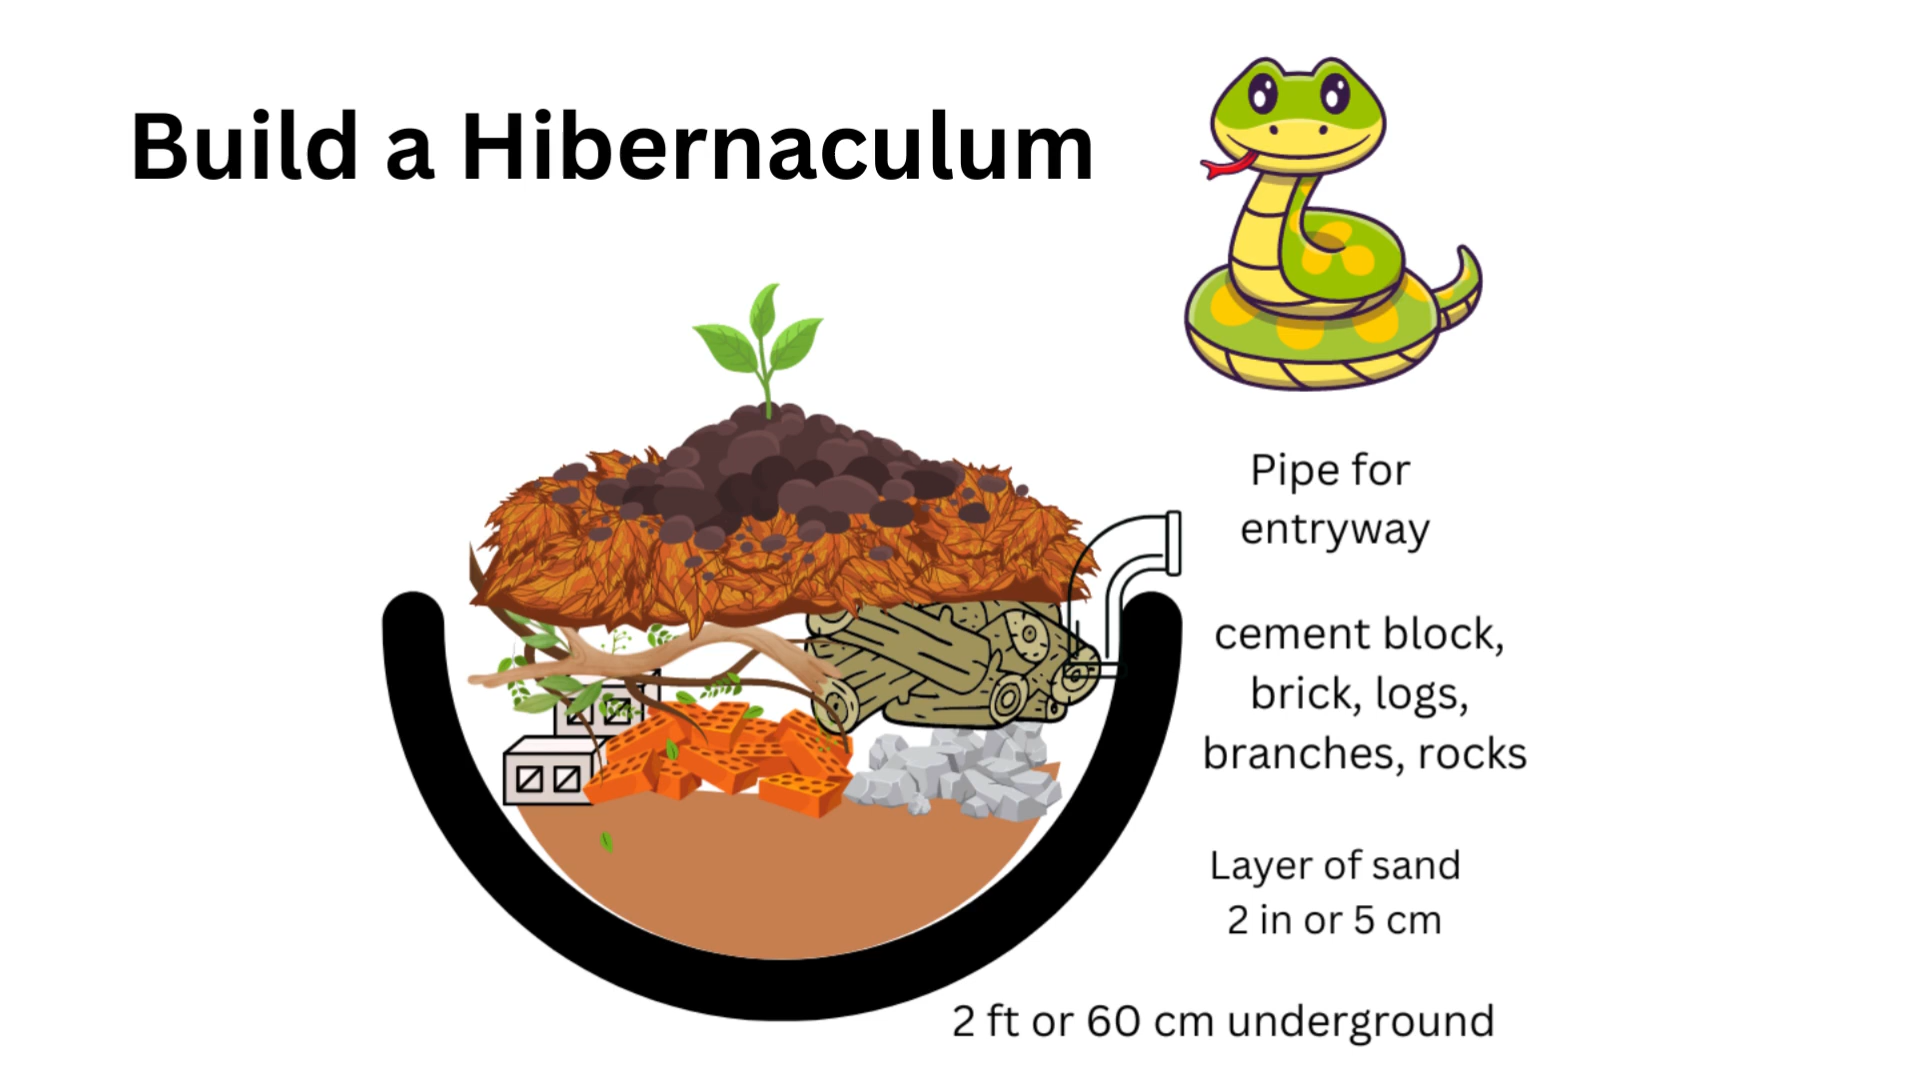 Build a Hibernaculum
Pipe for
entryway
cement block,
brick, logs,
branches, rocks
Layer of sand
2 in or 5 cm
2 ft or 60 cm underground